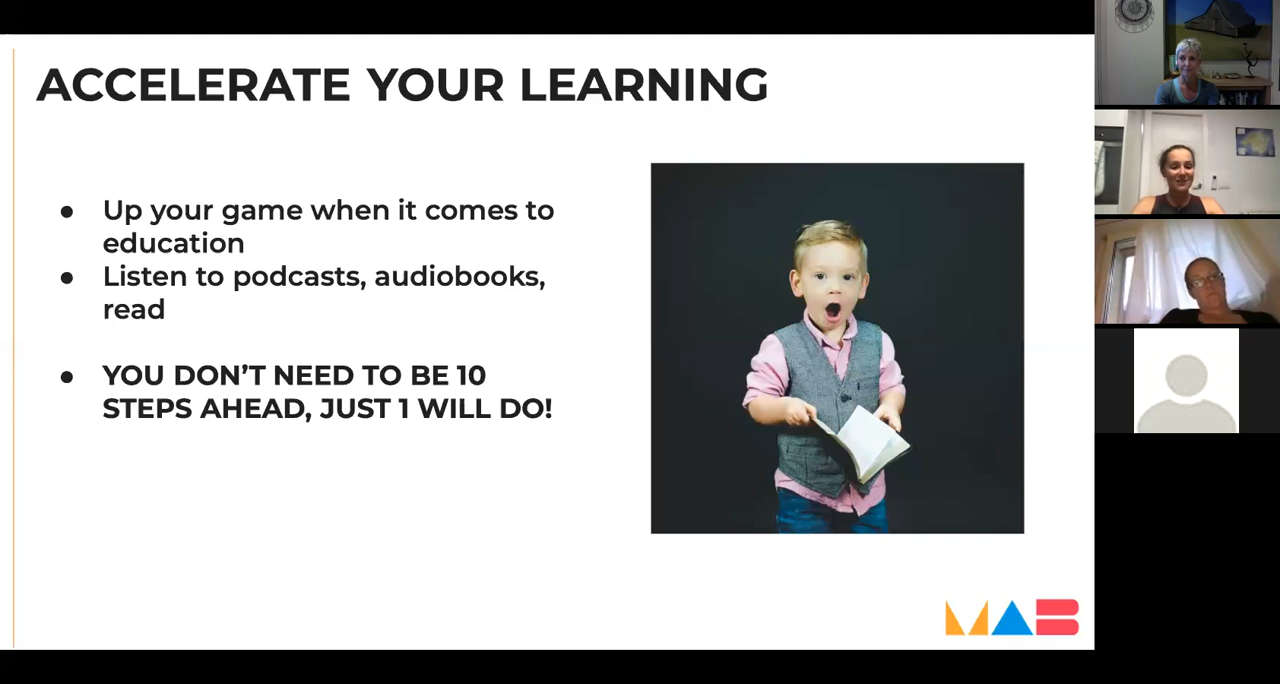 ACCELERATE YOUR LEARNING
● Up your game when it comes to
education
● Listen to podcasts, audiobooks,
read
● YOU DON’T NEED TO BE 10
STEPS AHEAD, JUST 1 WILL DO!
MAB